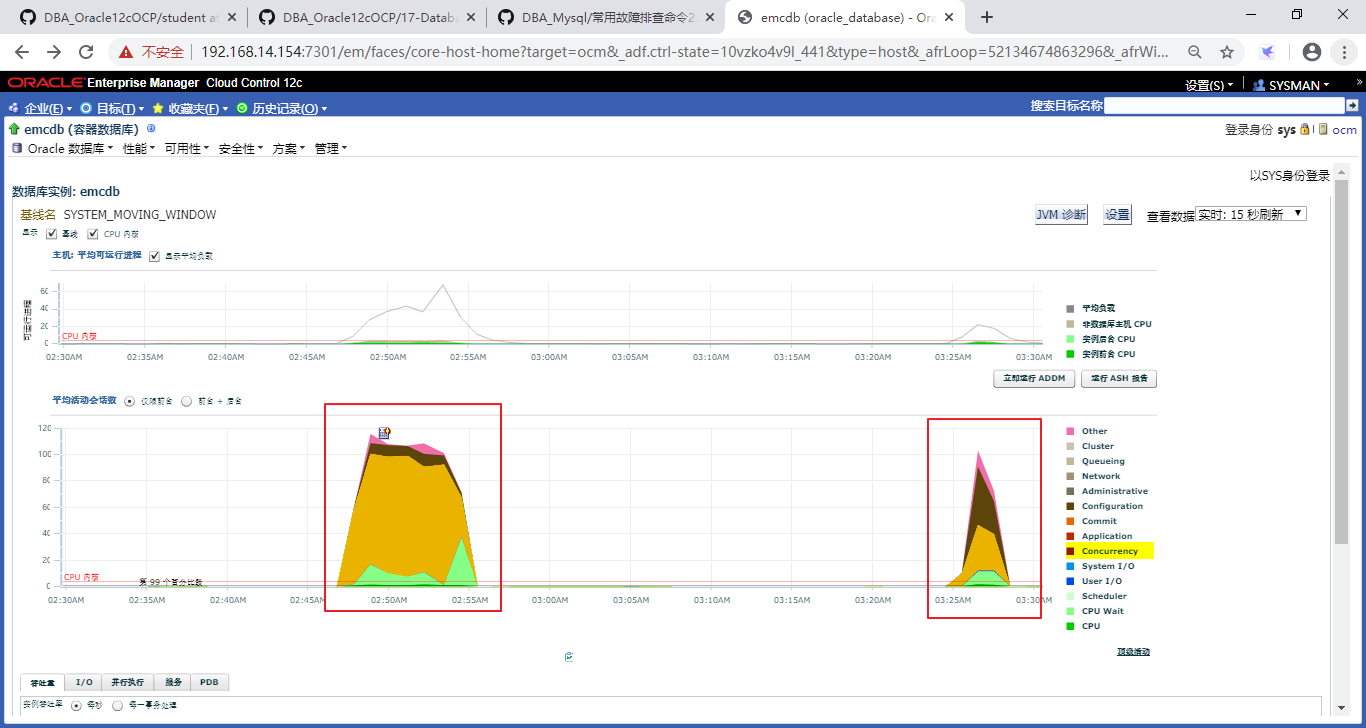 DBA_Oracle12cOCP/student at
DBA_Oracle12cOCP/17-Datab
DBA_Mysql/常用故障排查命令2
emcdb (oracle_database) - Ora
不安全 192.168.14.154:7301/em/faces/core-host-home?target=ocm&_adf.ctrl-state=10vzko4v9l_441&type=host&_afrLoop=52134674863296&_afrWi...
ORACLE Enterprise Manager Cloud Control 12c
设置(S) SYSMAN »
企业(E) 目标(T) 收藏夹(F) 历史记录(O) 搜索目标名称
emcdb (容器数据库) 登录身份 sys ocm
Oracle 数据库 性能 可用性 安全性 方案 管理
以SYS身份登录
数据库实例: emcdb
基线名 SYSTEM_MOVING_WINDOW JVM 诊断 设置 查看数据 实时: 15 秒刷新
显示 基线 CPU 内核
主机: 平均可运行进程 显示平均负载
可运行进程
60
40
20
0
CPU 内核
02:30AM 02:35AM 02:40AM 02:45AM 02:50AM 02:55AM 03:00AM 03:05AM 03:10AM 03:15AM 03:20AM 03:25AM 03:30AM
平均负载
非数据库主机 CPU
实例后台 CPU
实例前台 CPU
立即运行 ADDM 运行 ASH 报告
平均活动会话数 仅限前台 前台 + 后台
120
100
80
60
40
20
0
CPU 内核
第 99 个百分比数
02:30AM 02:35AM 02:40AM 02:45AM 02:50AM 02:55AM 03:00AM 03:05AM 03:10AM 03:15AM 03:20AM 03:25AM 03:30AM
Other
Cluster
Queueing
Network
Administrative
Configuration
Commit
Application
Concurrency
System I/O
User I/O
Scheduler
CPU Wait
CPU
顶级活动
吞吐量 I/O 并行执行 服务 PDB
实例吞吐率 每秒 每一事务处理